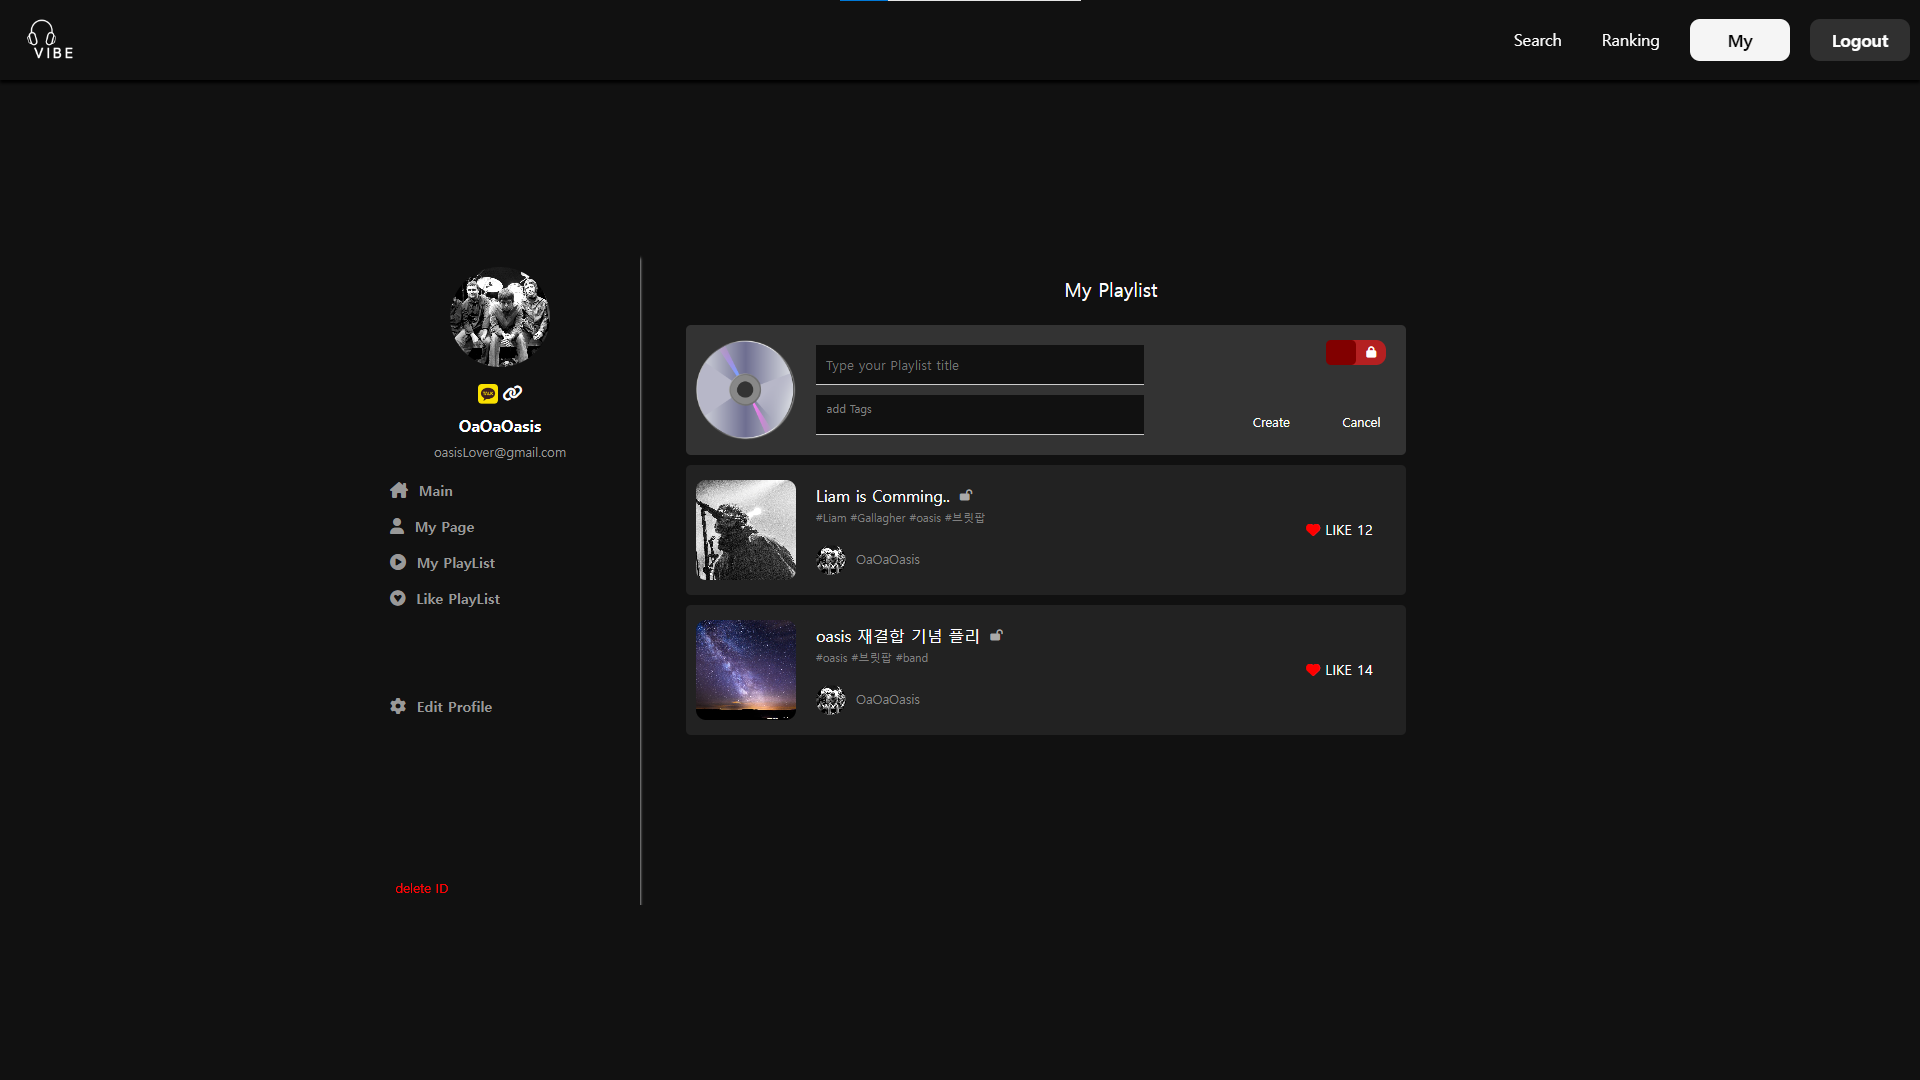 VIBE
Search
Ranking
My
Logout
TALK
OaOaOasis
oasisLover@gmail.com
Main
My Page
My PlayList
Like PlayList
Edit Profile
delete ID
My Playlist
Type your Playlist title
add Tags
Create
Cancel
Liam is Comming..
#Liam #Gallagher #oasis #브릿팝
OaOaOasis
LIKE 12
oasis 재결합 기념 플리
#oasis #브릿팝 #band
OaOaOasis
LIKE 14